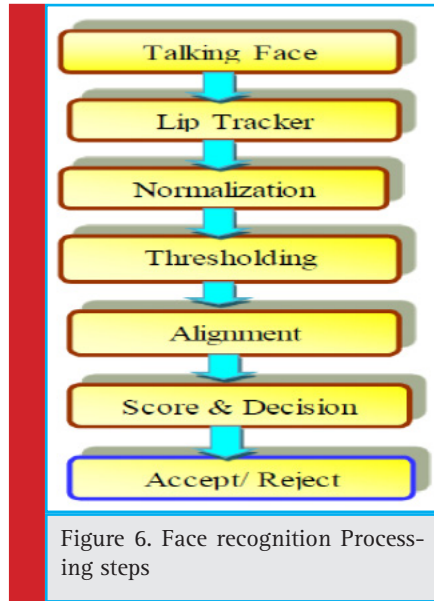 Talking Face
Lip Tracker
Normalization
Thresholding
Alignment
Score & Decision
Accept/ Reject
Figure 6. Face recognition Process-
ing steps